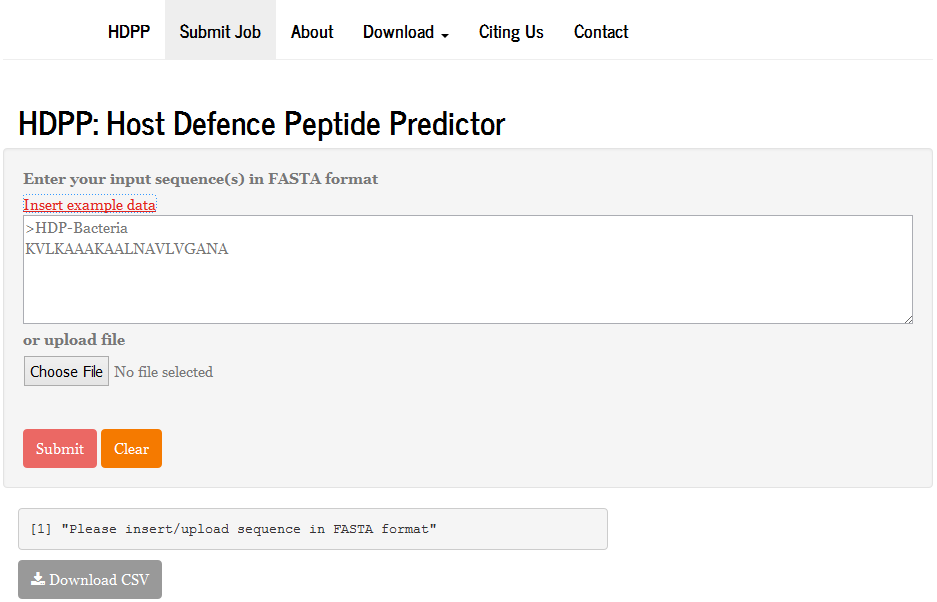 HDPP Submit Job About Download Citing Us Contact
HDPP: Host Defence Peptide Predictor
Enter your input sequence(s) in FASTA format
Insert example data
>HDP-Bacteria
KVLKAAAKAALNAVLVGANA
or upload file
Choose File No file selected
Submit Clear
[1] "Please insert/upload sequence in FASTA format"
Download CSV